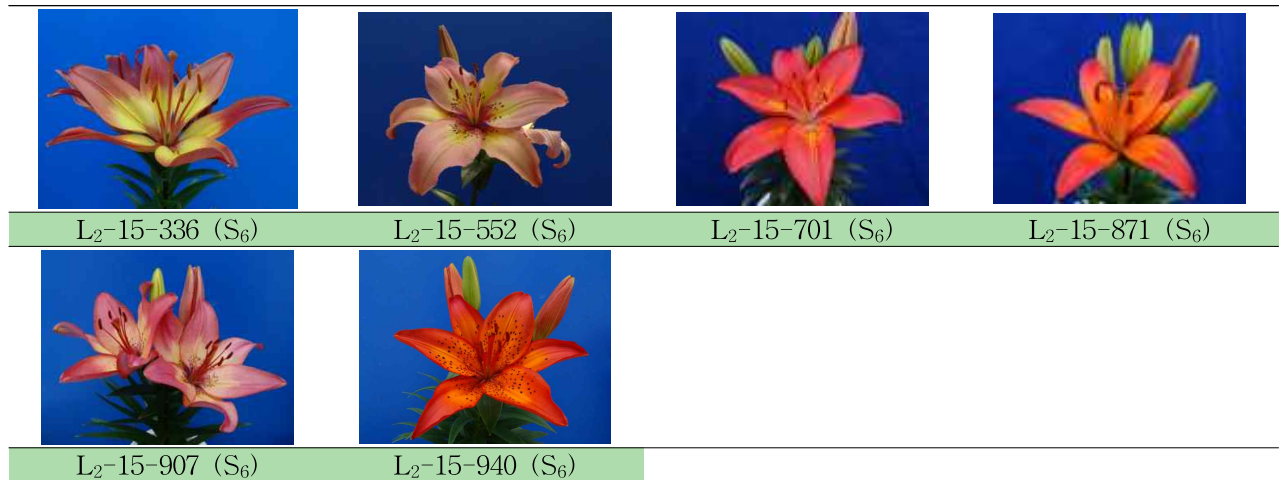 L₂-15-336 (S₆) L₂-15-552 (S₆) L₂-15-701 (S₆) L₂-15-871 (S₆)
L₂-15-907 (S₆) L₂-15-940 (S₆)